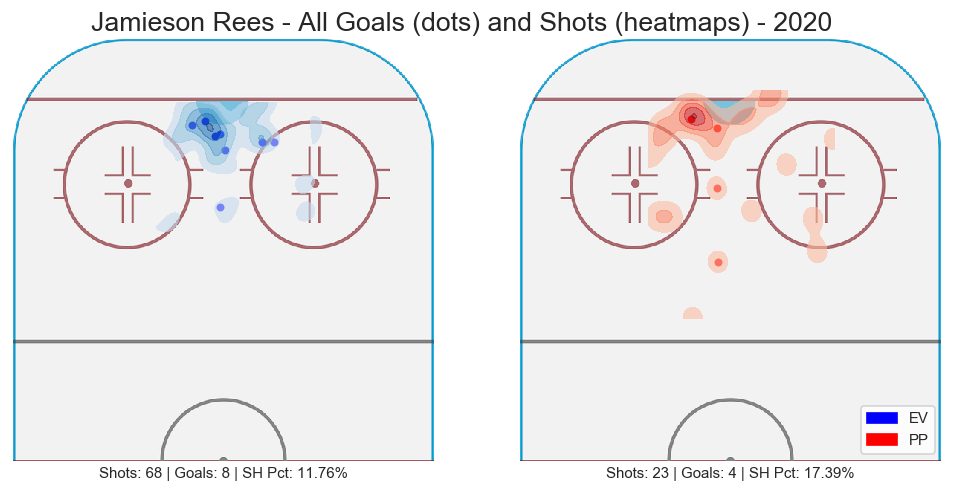 Jamieson Rees - All Goals (dots) and Shots (heatmaps) - 2020
EV
PP
Shots: 68 | Goals: 8 | SH Pct: 11.76%
Shots: 23 | Goals: 4 | SH Pct: 17.39%